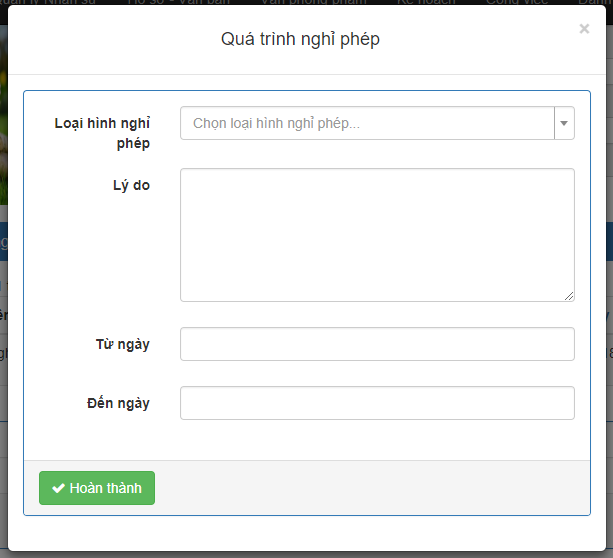 Quá trình nghỉ phép
×
Loại hình nghỉ
phép
Chọn loại hình nghỉ phép...
Lý do
Từ ngày
Đến ngày
Hoàn thành